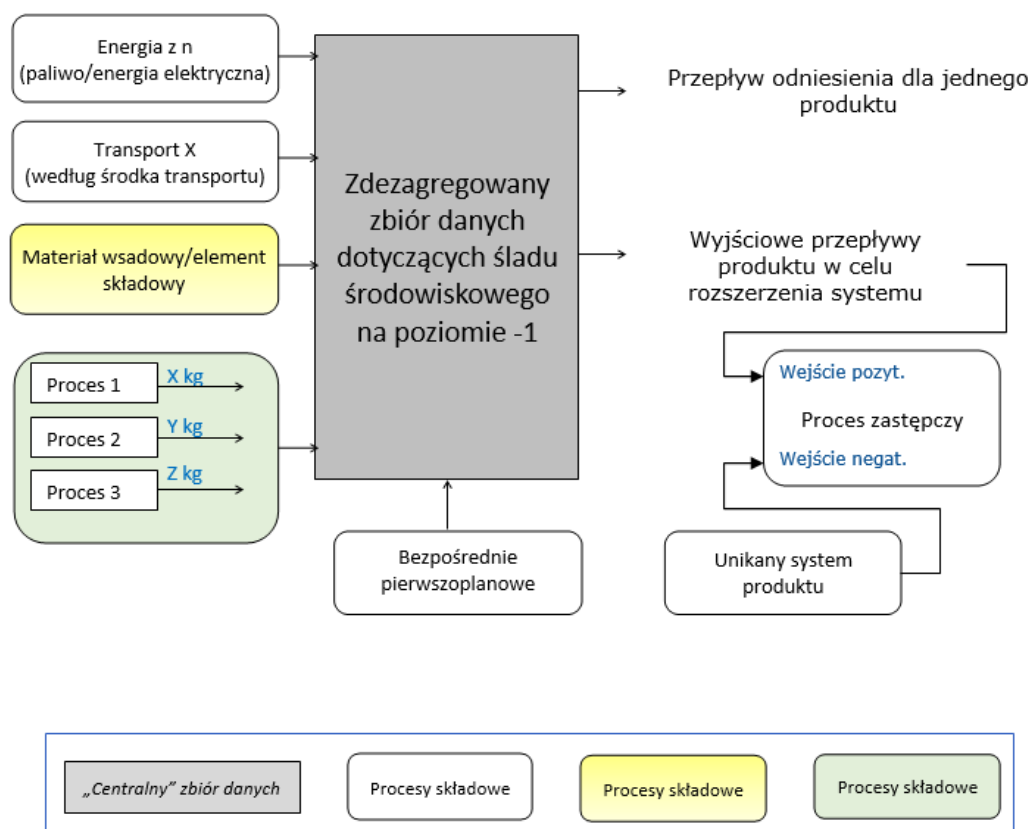 Energia z n
(paliwo/energia elektryczna)
Transport X
(według środka transportu)
Materiał wsadowy/element
składowy
Proces 1
X kg
Proces 2
Y kg
Proces 3
Z kg
Zdezagregowany
zbiór danych
dotyczących śladu
środowiskowego
na poziomie -1
Bezpośrednie
pierwszoplanowe
Przepływ odniesienia dla jednego
produktu
Wyjściowe przepływy
produktu w celu
rozszerzenia systemu
Wejście pozyt.
Proces zastępczy
Wejście negat.
Unikany system
produktu
„Centralny” zbiór danych
Procesy składowe
Procesy składowe
Procesy składowe